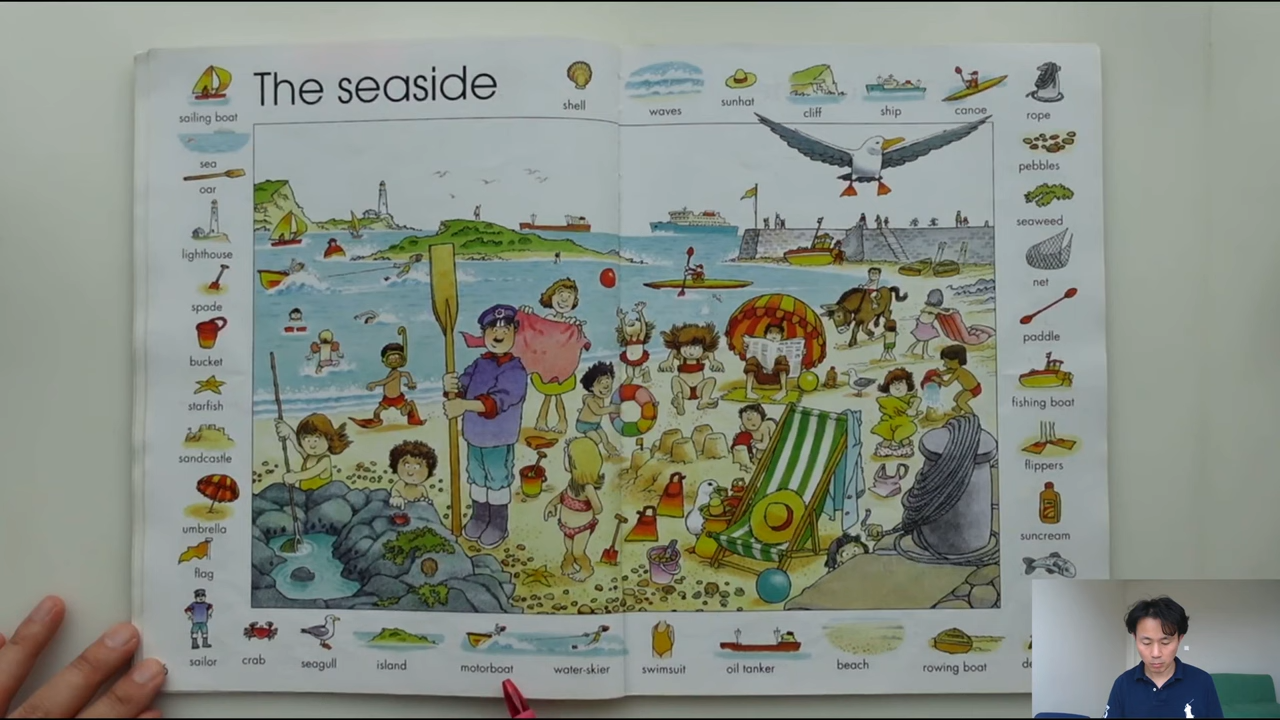 The seaside
sailing boat
sea
oar
lighthouse
spade
bucket
starfish
sandcastle
umbrella
flag
sailor
shell
waves
sunhat
cliff
ship
canoe
rope
pebbles
seaweed
net
paddle
fishing boat
flippers
suncream
crab
seagull
island
motorboat
water-skier
swimsuit
oil tanker
beach
rowing boat